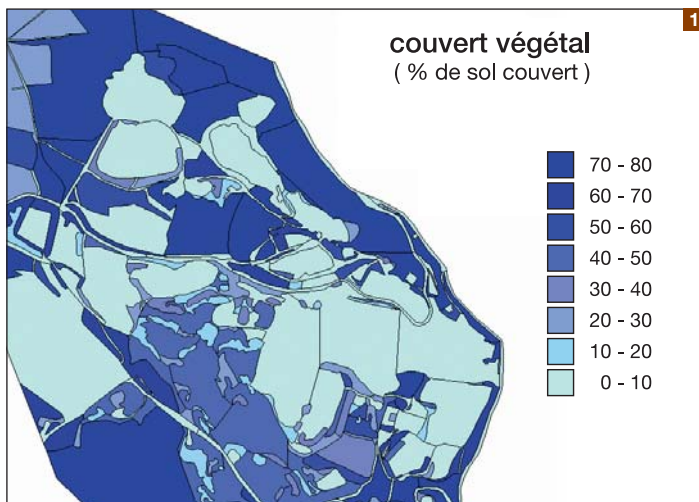 1
couvert végétal
( % de sol couvert )
70 - 80
60 - 70
50 - 60
40 - 50
30 - 40
20 - 30
10 - 20
0 - 10